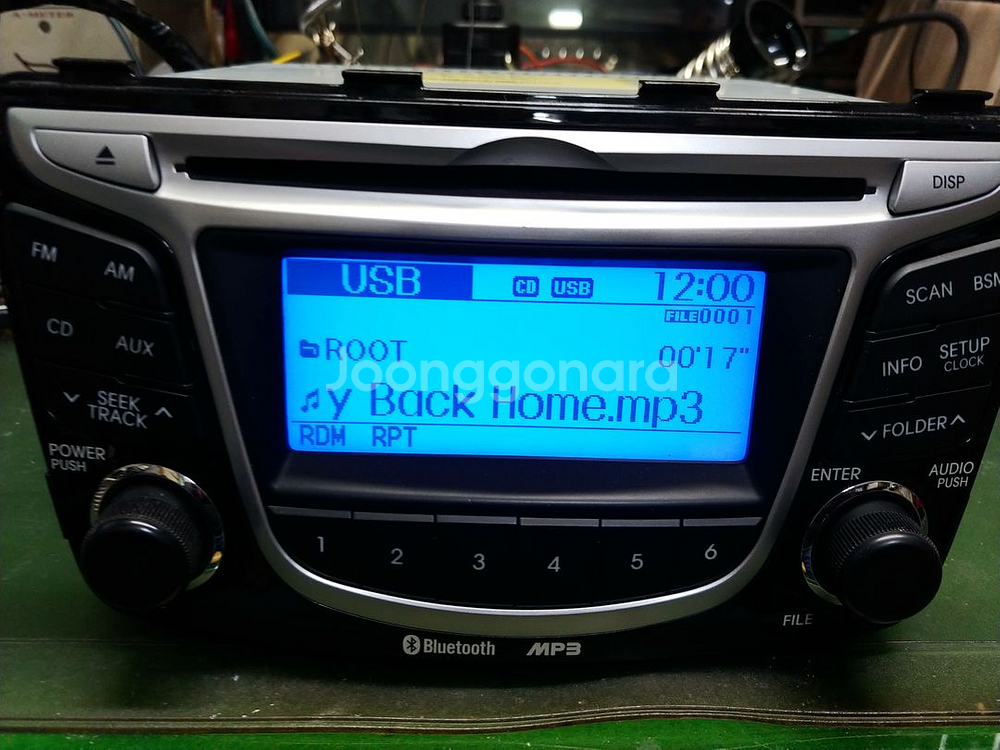 A-METER
DISP
FM
AM
CD
AUX
SEEK
TRACK
POWER
PUSH
USB
CD USB
12:00
FILE0001
ROOT
00'17"
y Back Home.mp3
RDM RPT
Joonggonara
SCAN
BSM
INFO
SETUP
CLOCK
FOLDER
ENTER
AUDIO
PUSH
FILE
1
2
3
4
5
6
Bluetooth
MP3